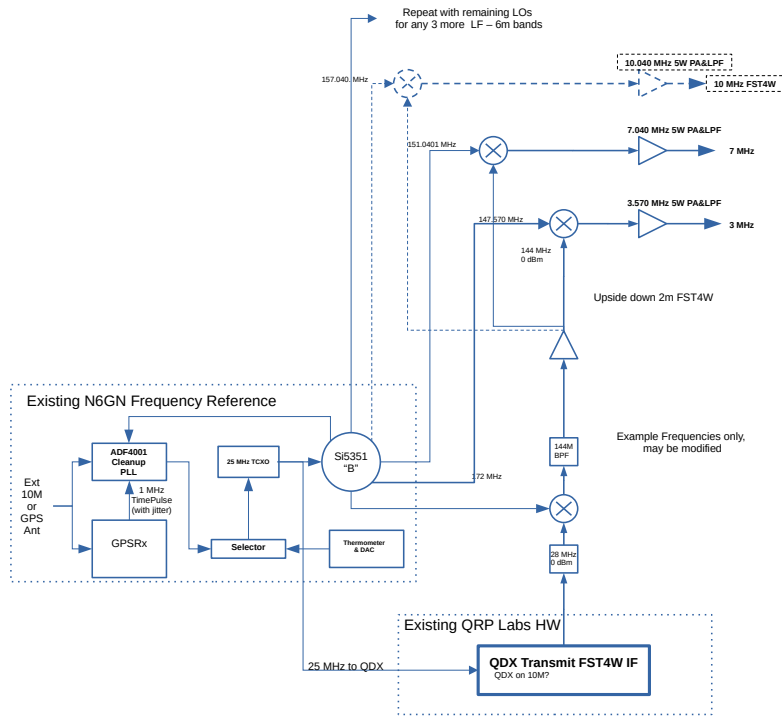 Repeat with remaining LOs
for any 3 more  LF – 6m bands
10.040 MHz 5W PA&LPF
157.040. MHz
10 MHz FST4W
7.040 MHz 5W PA&LPF
151.0401 MHz
7 MHz
3.570 MHz 5W PA&LPF
147.570 MHz
3 MHz
144 MHz
0 dBm
Upside down 2m FST4W
Existing N6GN Frequency Reference
Example Frequencies only,
may be modified
ADF4001
Cleanup
PLL
25 MHz TCXO
Si5351
“B”
144M
BPF
172 MHz
Ext
10M
or
GPS
Ant
1 MHz
TimePulse
(with jitter)
GPSRx
Selector
Thermometer
& DAC
28 MHz
0 dBm
Existing QRP Labs HW
25 MHz to QDX
QDX Transmit FST4W IF
QDX on 10M?